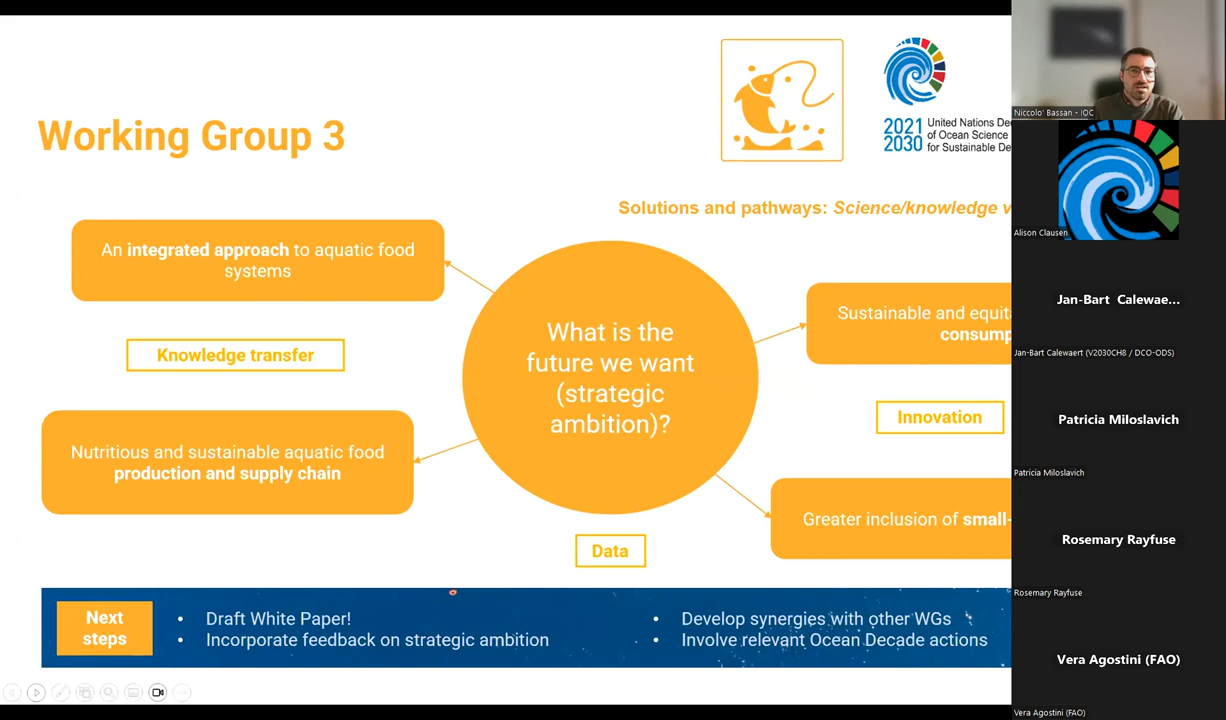 Working Group 3
2021
2030
United Nations De
of Ocean Science
for Sustainable De
Solutions and pathways: Science/knowledge v
An integrated approach to aquatic food
systems
Knowledge transfer
Nutritious and sustainable aquatic food
production and supply chain
What is the
future we want
(strategic
ambition)?
Sustainable and equita
consump
Innovation
Greater inclusion of small-
Data
Next
steps
• Draft White Paper!
• Incorporate feedback on strategic ambition
• Develop synergies with other WGs
• Involve relevant Ocean Decade actions
Niccolo' Bassan - IOC
Alison Clausen
Jan-Bart Calewae...
Jan-Bart Calewaert (V2030CH8 / DCO-ODS)
Patricia Miloslavich
Patricia Miloslavich
Rosemary Rayfuse
Rosemary Rayfuse
Vera Agostini (FAO)
Vera Agostini (FAO)